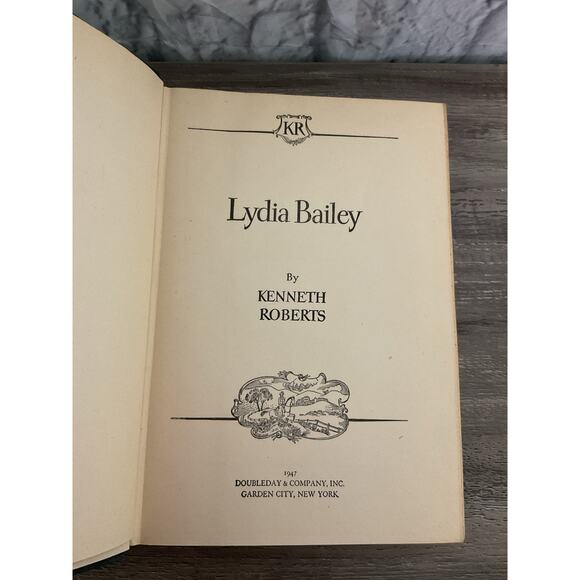 KR
Lydia Bailey
By
KENNETH
ROBERTS
1947
DOUBLEDAY & COMPANY, INC.
GARDEN CITY, NEW YORK